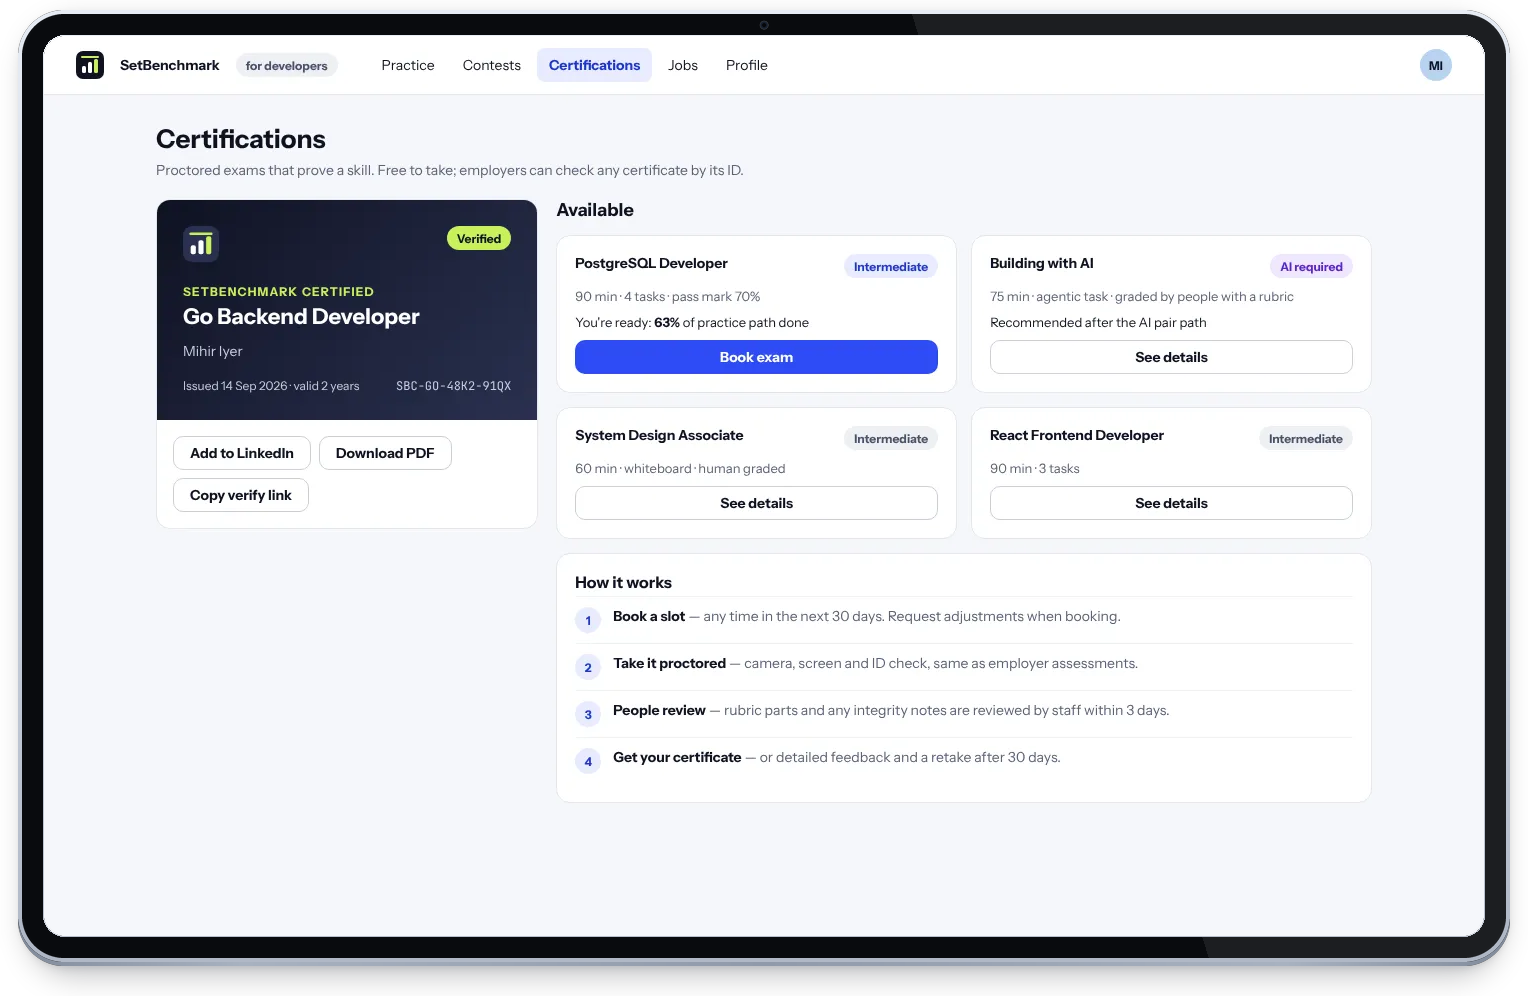 SetBenchmark for developers Practice Contests Certifications Jobs Profile MI
Certifications
Proctored exams that prove a skill. Free to take; employers can check any certificate by its ID.
Verified
SETBENCHMARK CERTIFIED
Go Backend Developer
Mihir Iyer
Issued 14 Sep 2026 · valid 2 years SBC-GO-48K2-91QX
Add to LinkedIn Download PDF
Copy verify link
Available
PostgreSQL Developer Intermediate
90 min · 4 tasks · pass mark 70%
You're ready: 63% of practice path done
Book exam
Building with AI AI required
75 min · agentic task · graded by people with a rubric
Recommended after the AI pair path
See details
System Design Associate Intermediate
60 min · whiteboard · human graded
See details
React Frontend Developer Intermediate
90 min · 3 tasks
See details
How it works
1 Book a slot — any time in the next 30 days. Request adjustments when booking.
2 Take it proctored — camera, screen and ID check, same as employer assessments.
3 People review — rubric parts and any integrity notes are reviewed by staff within 3 days.
4 Get your certificate — or detailed feedback and a retake after 30 days.